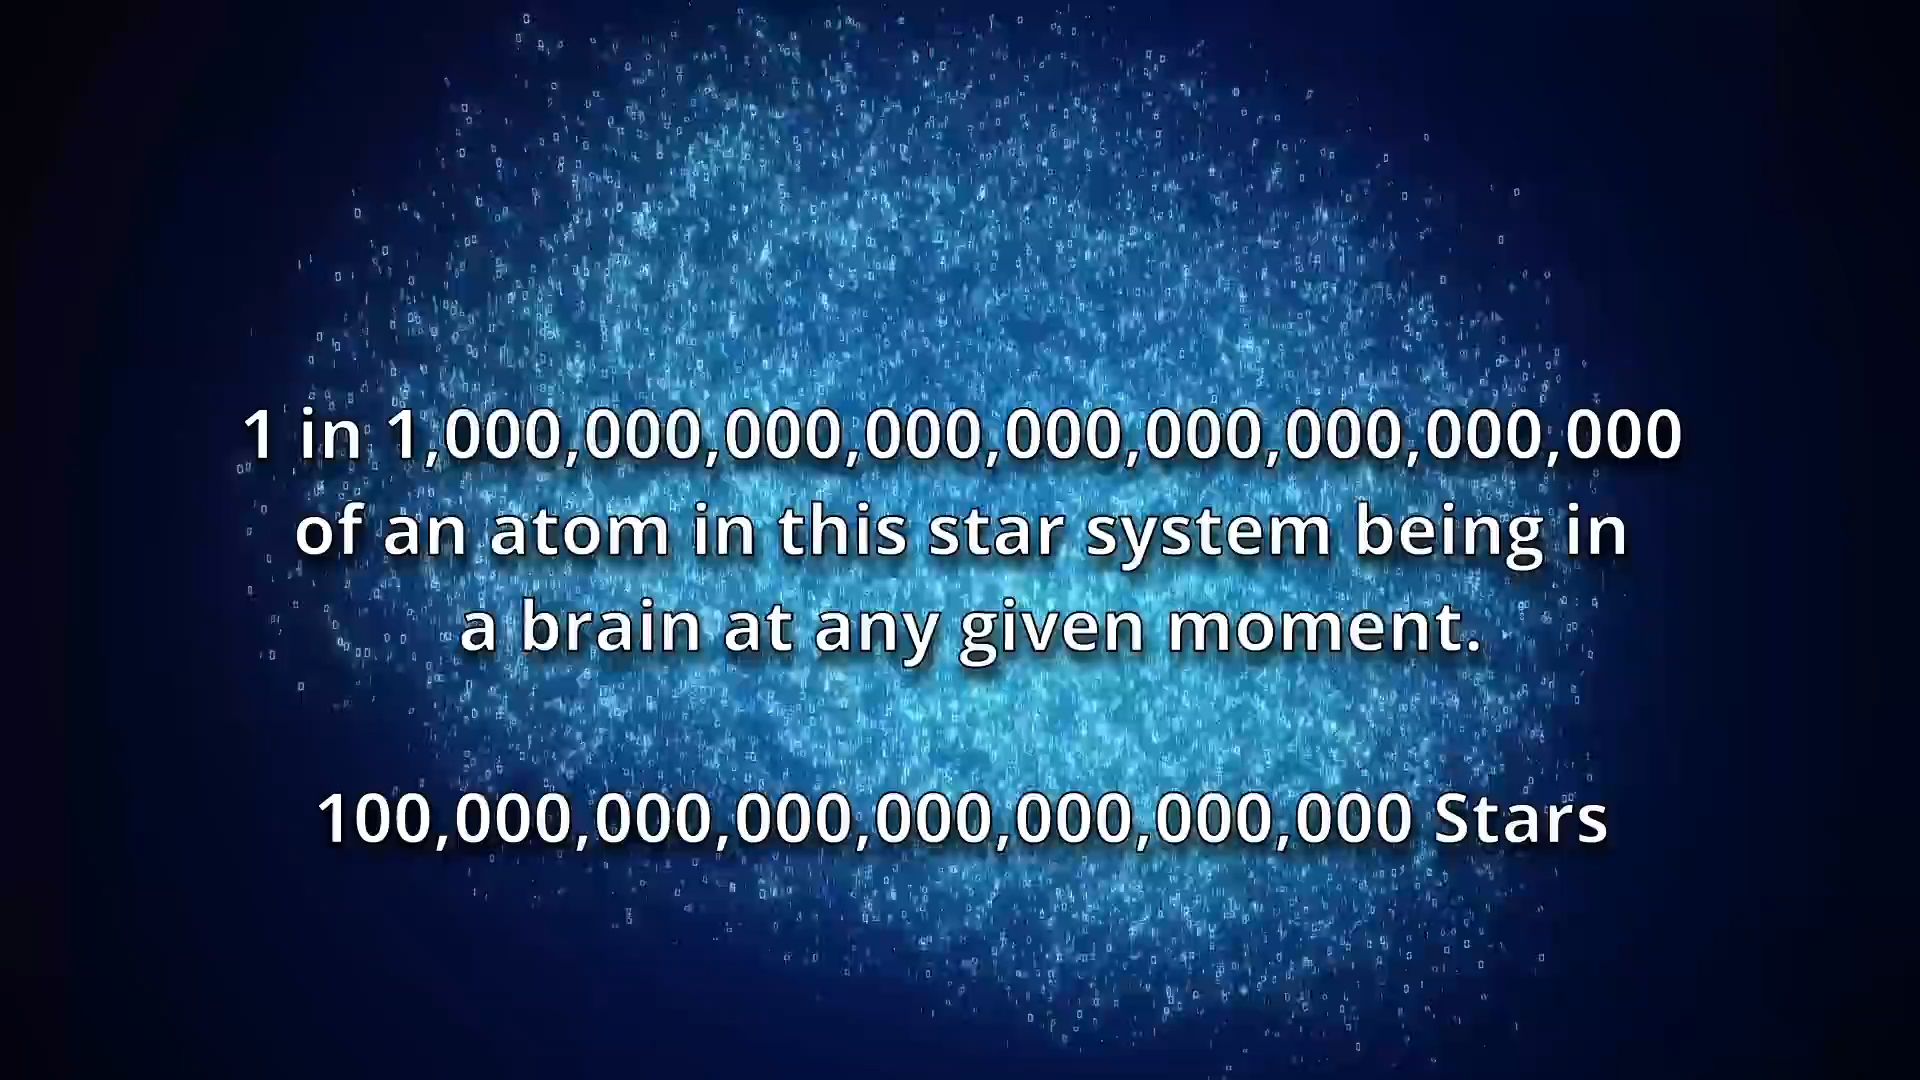 1 in 1,000,000,000,000,000,000,000,000,000
of an atom in this star system being in
a brain at any given moment.
100,000,000,000,000,000,000,000 Stars